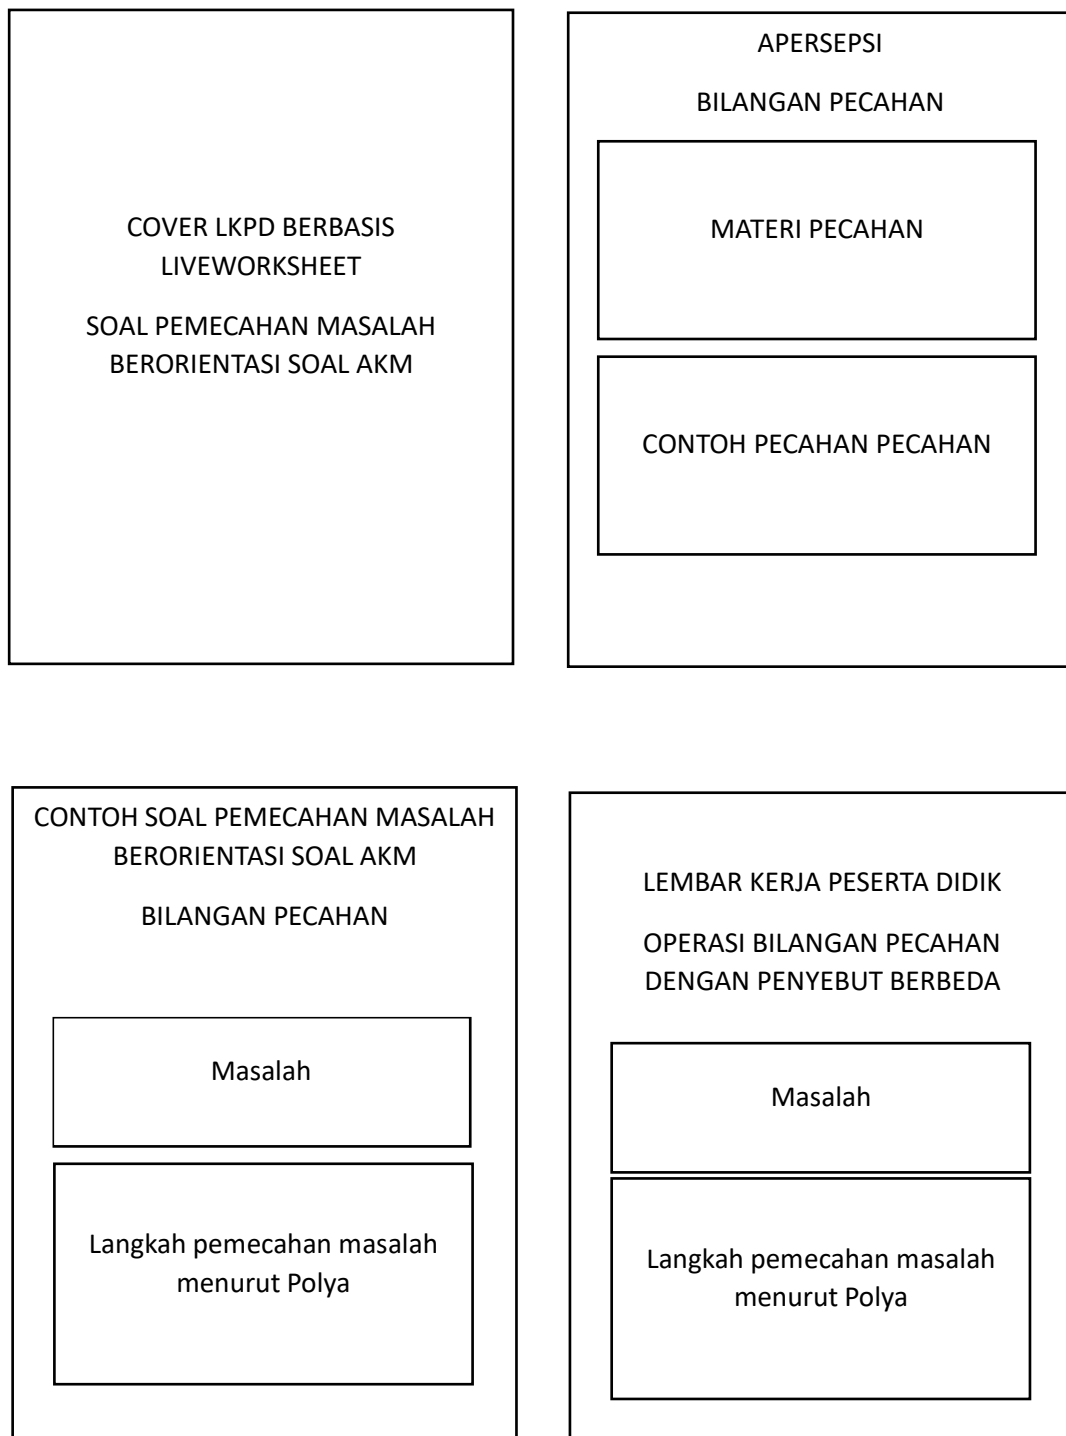 COVER LKPD BERBASIS
LIVEWORKSHEET
SOAL PEMECAHAN MASALAH
BERORIENTASI SOAL AKM
APERSEPSI
BILANGAN PECAHAN
MATERI PECAHAN
CONTOH PECAHAN PECAHAN
CONTOH SOAL PEMECAHAN MASALAH
BERORIENTASI SOAL AKM
BILANGAN PECAHAN
Masalah
Langkah pemecahan masalah
menurut Polya
LEMBAR KERJA PESERTA DIDIK
OPERASI BILANGAN PECAHAN
DENGAN PENYEBUT BERBEDA
Masalah
Langkah pemecahan masalah
menurut Polya